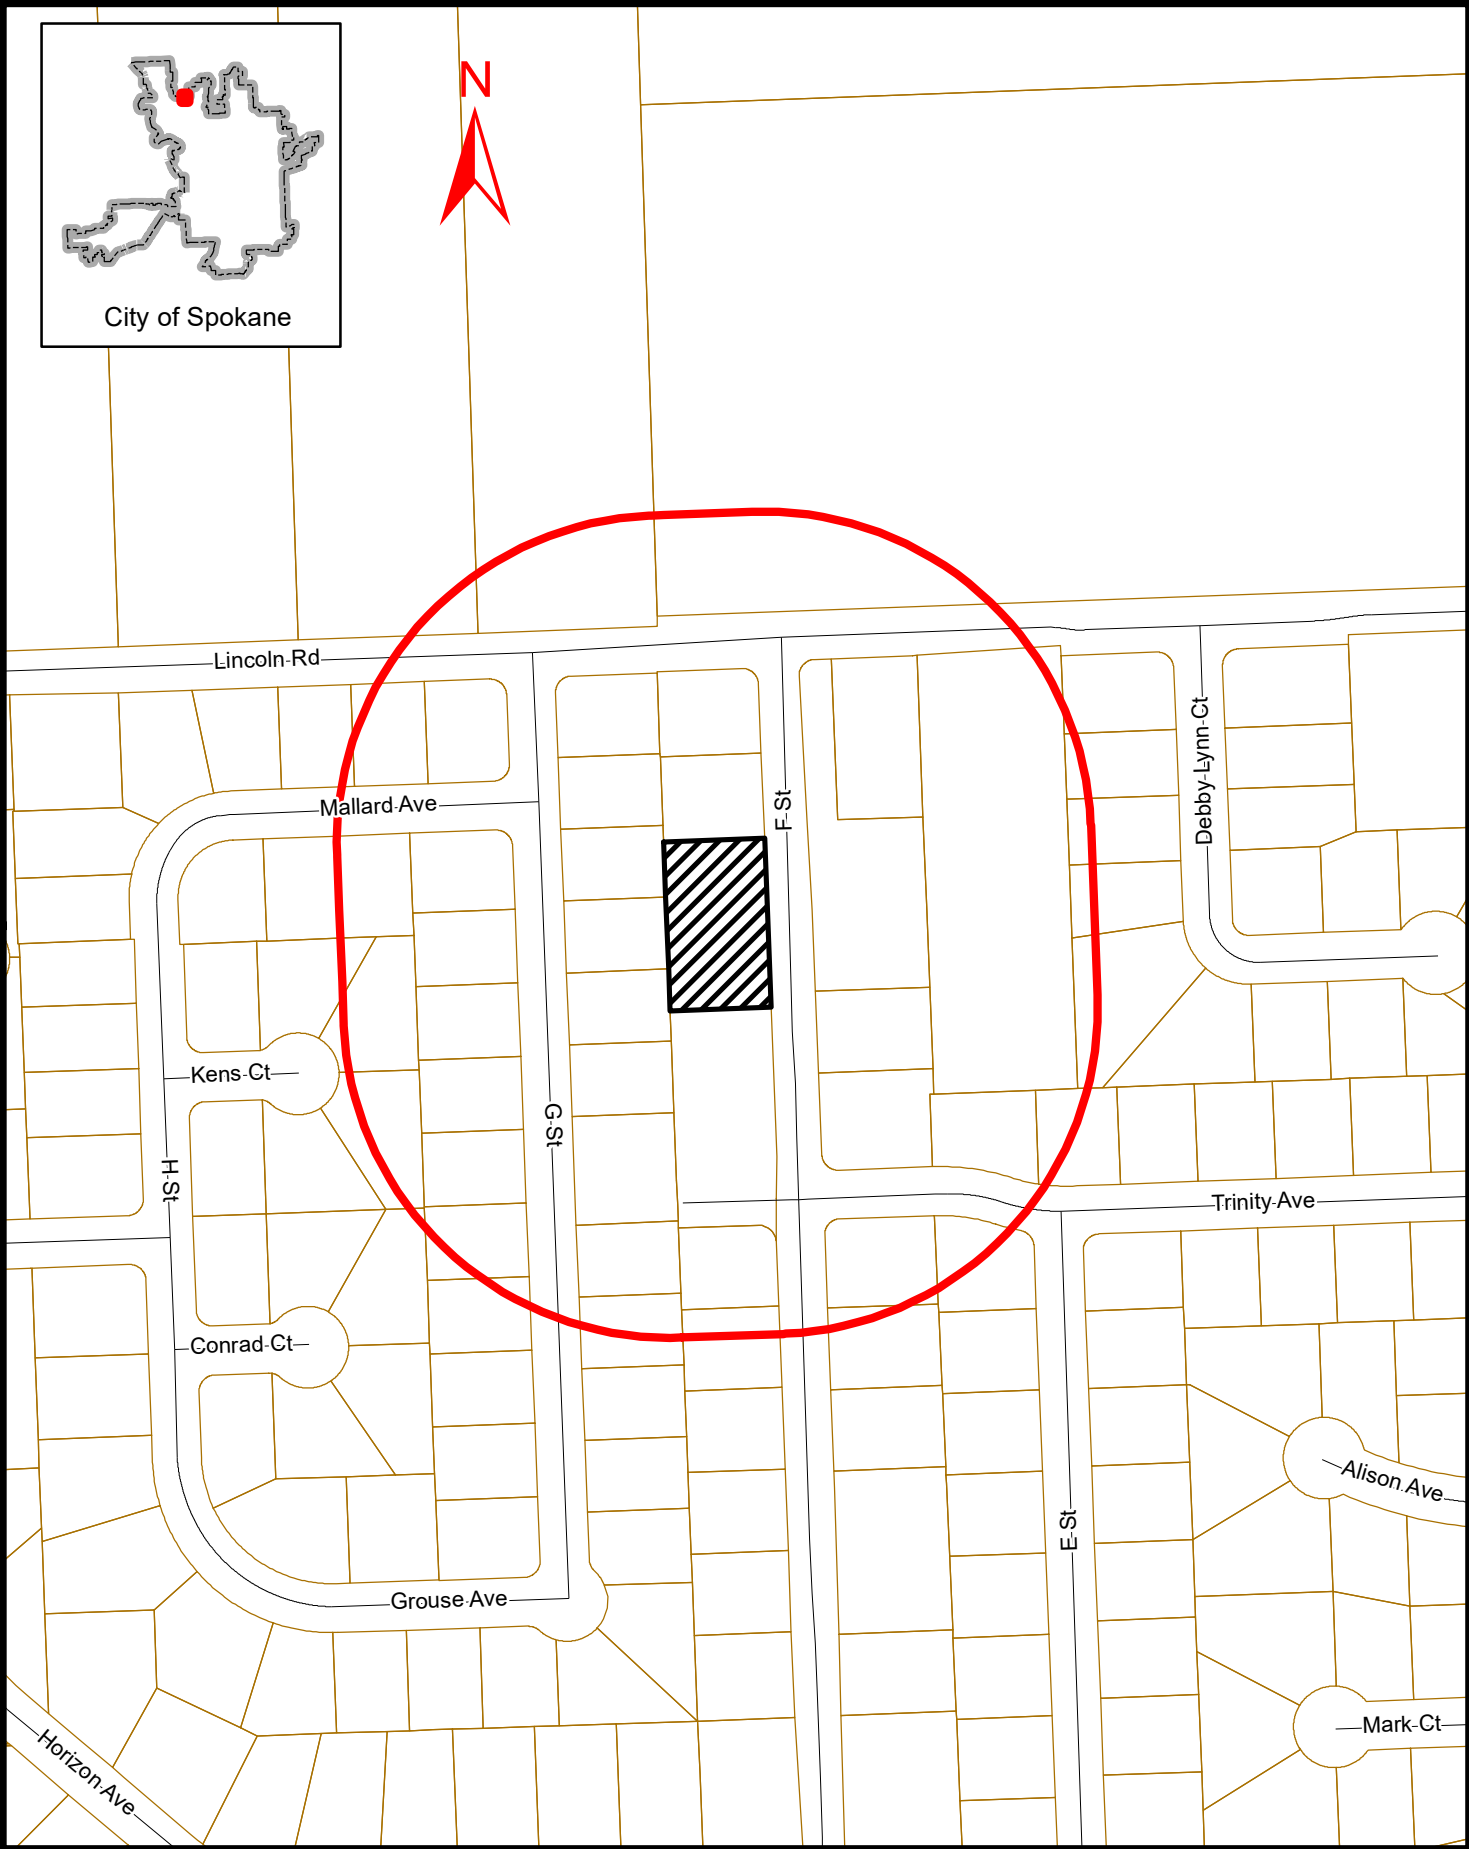 N
City of Spokane
Lincoln Rd
Mallard Ave
F St
Debby Lynn Ct
Kens Ct
G St
H St
Trinity Ave
Conrad Ct
Alison Ave
E St
Grouse Ave
Mark Ct
Horizon Ave